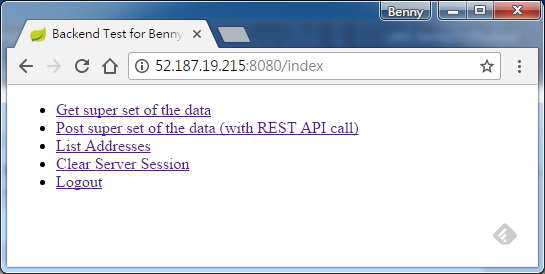 Benny
Backend Test for Benny
52.187.19.215:8080/index
Get super set of the data
Post super set of the data (with REST API call)
List Addresses
Clear Server Session
Logout